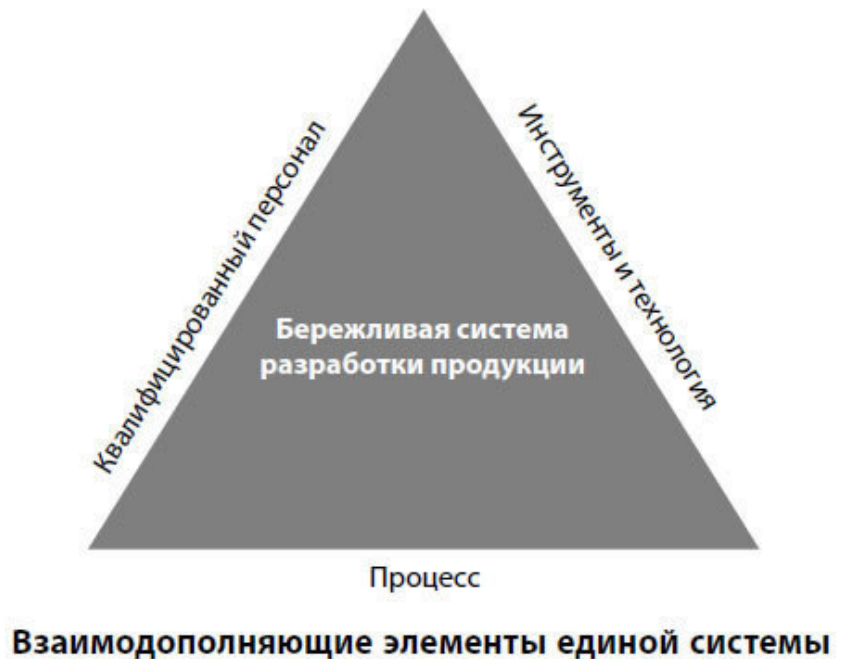 Квалифицированный персонал
Инструменты и технология
Бережливая система
разработки продукции
Процесс
Взаимодополняющие элементы единой системы